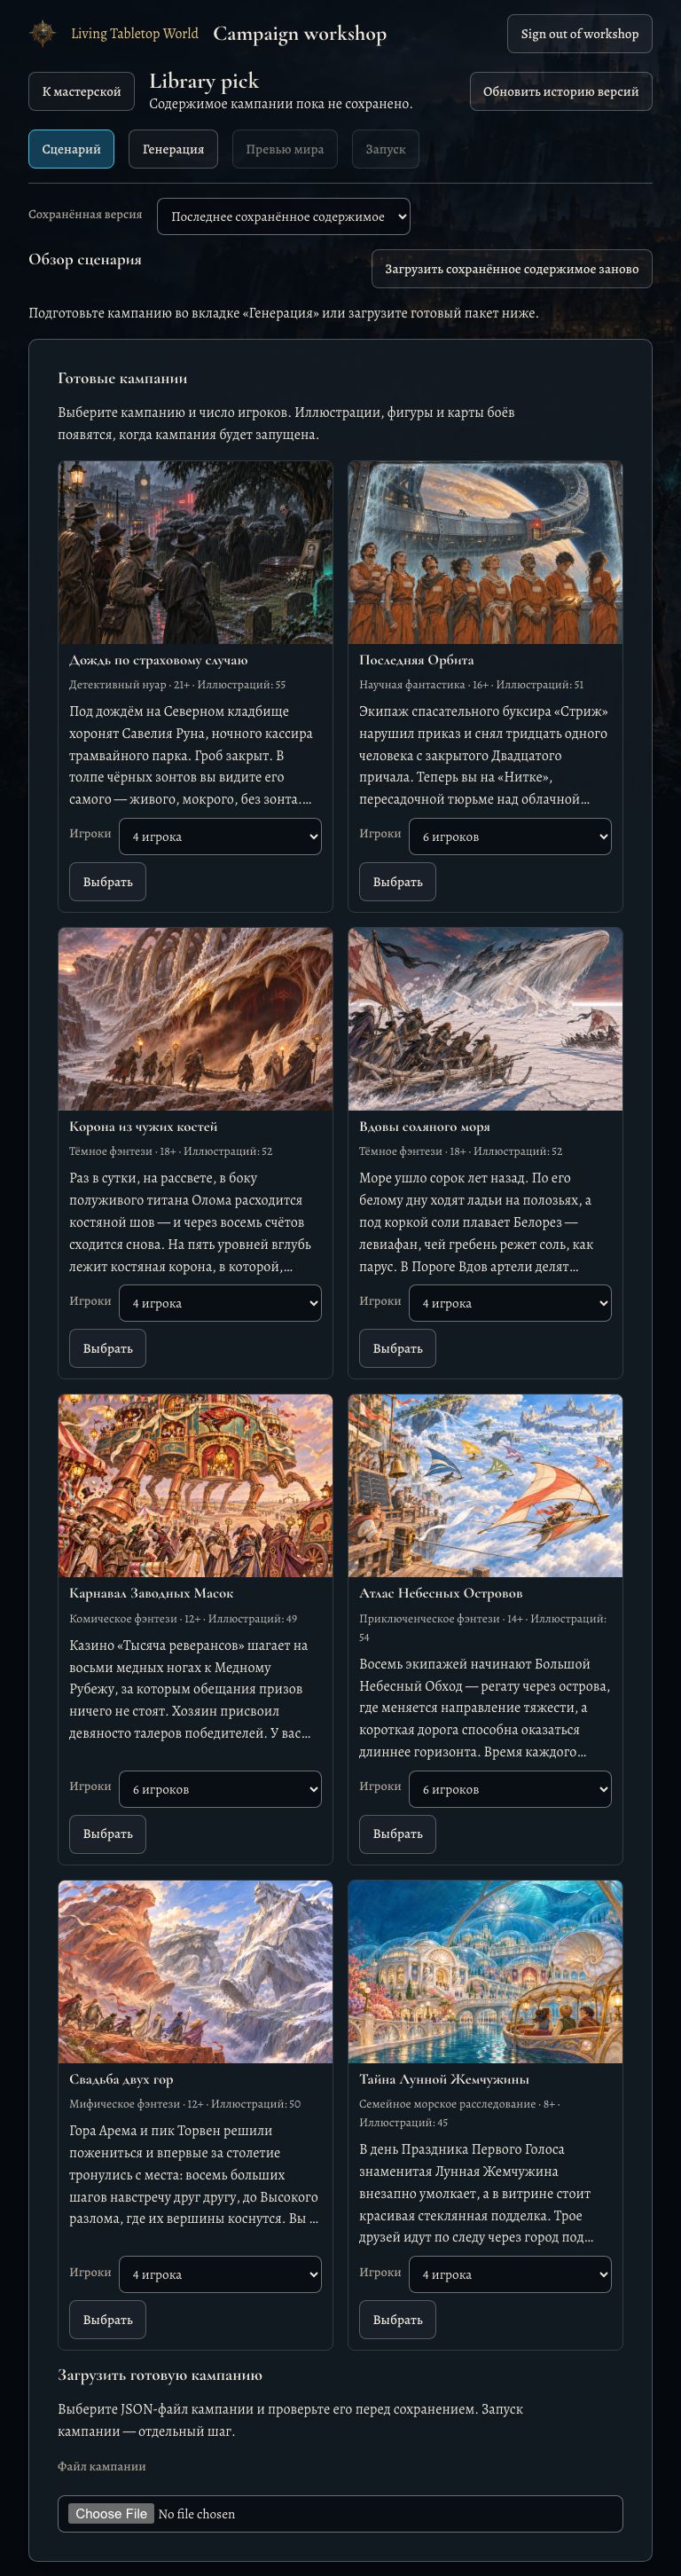 Living Tabletop World
Campaign workshop
Sign out of workshop
К мастерской
Library pick
Содержимое кампании пока не сохранено.
Обновить историю версий
Сценарий
Генерация
Превью мира
Запуск
Сохранённая версия
Последнее сохранённое содержимое
Обзор сценария
Загрузить сохранённое содержимое заново
Подготовьте кампанию во вкладке «Генерация» или загрузите готовый пакет ниже.
Готовые кампании
Выберите кампанию и число игроков. Иллюстрации, фигуры и карты боёв
появятся, когда кампания будет запущена.
Дождь по страховому случаю
Детективный нуар · 21+ · Иллюстраций: 55
Под дождём на Северном кладбище
хоронят Савелия Руна, ночного кассира
трамвайного парка. Гроб закрыт. В
толпе чёрных зонтов вы видите его
самого — живого, мокрого, без зонта.…
Игроки
4 игрока
Выбрать
Последняя Орбита
Научная фантастика · 16+ · Иллюстраций: 51
Экипаж спасательного буксира «Стриж»
нарушил приказ и снял тридцать одного
человека с закрытого Двадцатого
причала. Теперь вы на «Нитке»,
пересадочной тюрьме над облачной…
Игроки
6 игроков
Выбрать
Корона из чужих костей
Тёмное фэнтези · 18+ · Иллюстраций: 52
Раз в сутки, на рассвете, в боку
полуживого титана Олома расходится
костяной шов — и через восемь счётов
сходится снова. На пять уровней вглубь
лежит костяная корона, в которой,…
Игроки
4 игрока
Выбрать
Вдовы соляного моря
Тёмное фэнтези · 18+ · Иллюстраций: 52
Море ушло сорок лет назад. По его
белому дну ходят ладьи на полозьях, а
под коркой соли плавает Белорез —
левиафан, чей гребень режет соль, как
парус. В Пороге Вдов артели делят…
Игроки
4 игрока
Выбрать
Карнавал Заводных Масок
Комическое фэнтези · 12+ · Иллюстраций: 49
Казино «Тысяча реверансов» шагает на
восьми медных ногах к Медному
Рубежу, за которым обещания призов
ничего не стоят. Хозяин присвоил
девяносто талеров победителей. У вас…
Игроки
6 игроков
Выбрать
Атлас Небесных Островов
Приключенческое фэнтези · 14+ · Иллюстраций:
54
Восемь экипажей начинают Большой
Небесный Обход — регату через острова,
где меняется направление тяжести, а
короткая дорога способна оказаться
длиннее горизонта. Время каждого…
Игроки
6 игроков
Выбрать
Свадьба двух гор
Мифическое фэнтези · 12+ · Иллюстраций: 50
Гора Арема и пик Торвен решили
пожениться и впервые за столетие
тронулись с места: восемь больших
шагов навстречу друг другу, до Высокого
разлома, где их вершины коснутся. Вы …
Игроки
4 игрока
Выбрать
Тайна Лунной Жемчужины
Семейное морское расследование · 8+ ·
Иллюстраций: 45
В день Праздника Первого Голоса
знаменитая Лунная Жемчужина
внезапно умолкает, а в витрине стоит
красивая стеклянная подделка. Трое
друзей идут по следу через город под…
Игроки
4 игрока
Выбрать
Загрузить готовую кампанию
Выберите JSON-файл кампании и проверьте его перед сохранением. Запуск
кампании — отдельный шаг.
Файл кампании
Choose File No file chosen